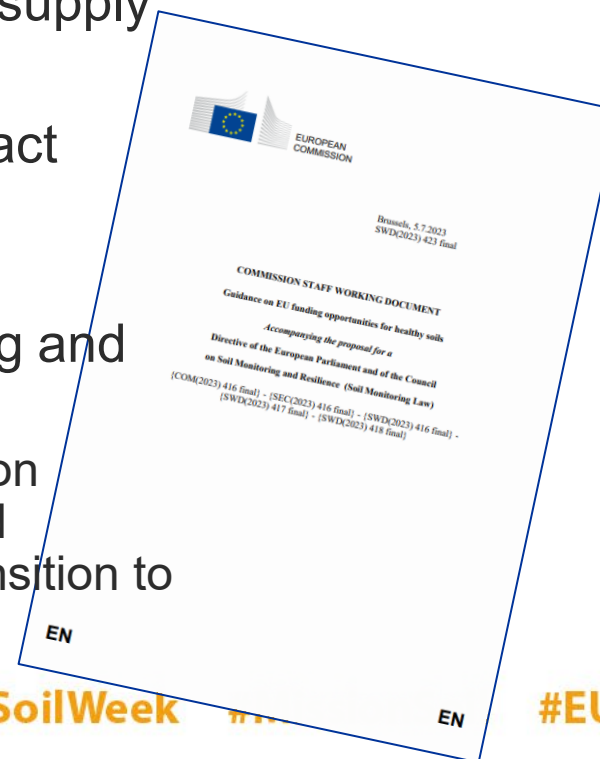 supply
act
g and
on
l
nsition to
EUROPEAN
COMMISSION
Brussels, 5.7.2023
SWD(2023) 423 final
COMMISSION STAFF WORKING DOCUMENT
Guidance on EU funding opportunities for healthy soils
Accompanying the proposal for a
Directive of the European Parliament and of the Council
on Soil Monitoring and Resilience (Soil Monitoring Law)
{COM(2023) 416 final} - {SEC(2023) 416 final} - {SWD(2023) 416 final} -
{SWD(2023) 417 final} - {SWD(2023) 418 final}
EN
EN
SoilWeek
#EU